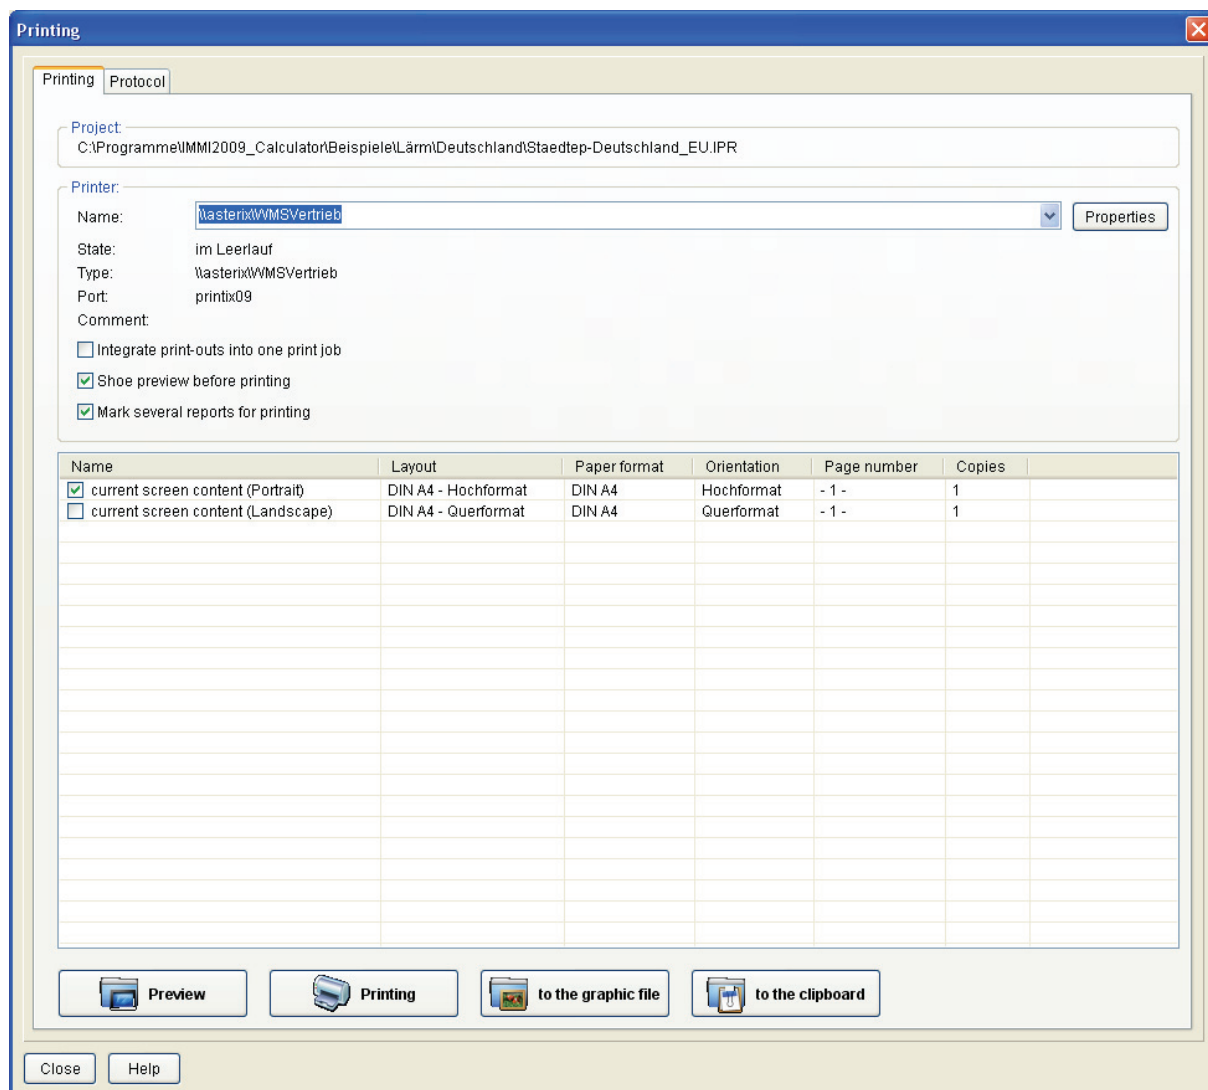 Printing
Printing Protocol
Project:
C:\Programme\IMMI2009_Calculator\Beispiele\Lärm\Deutschland\Staedtep-Deutschland_EU.IPR
Printer:
Name: \\asterix\WMSVertrieb Properties
State: im Leerlauf
Type: \\asterix\WMSVertrieb
Port: printix09
Comment:
Integrate print-outs into one print job
Shoe preview before printing
Mark several reports for printing
Name Layout Paper format Orientation Page number Copies
current screen content (Portrait) DIN A4 - Hochformat DIN A4 Hochformat - 1 - 1
current screen content (Landscape) DIN A4 - Querformat DIN A4 Querformat - 1 - 1
Preview Printing to the graphic file to the clipboard
Close Help